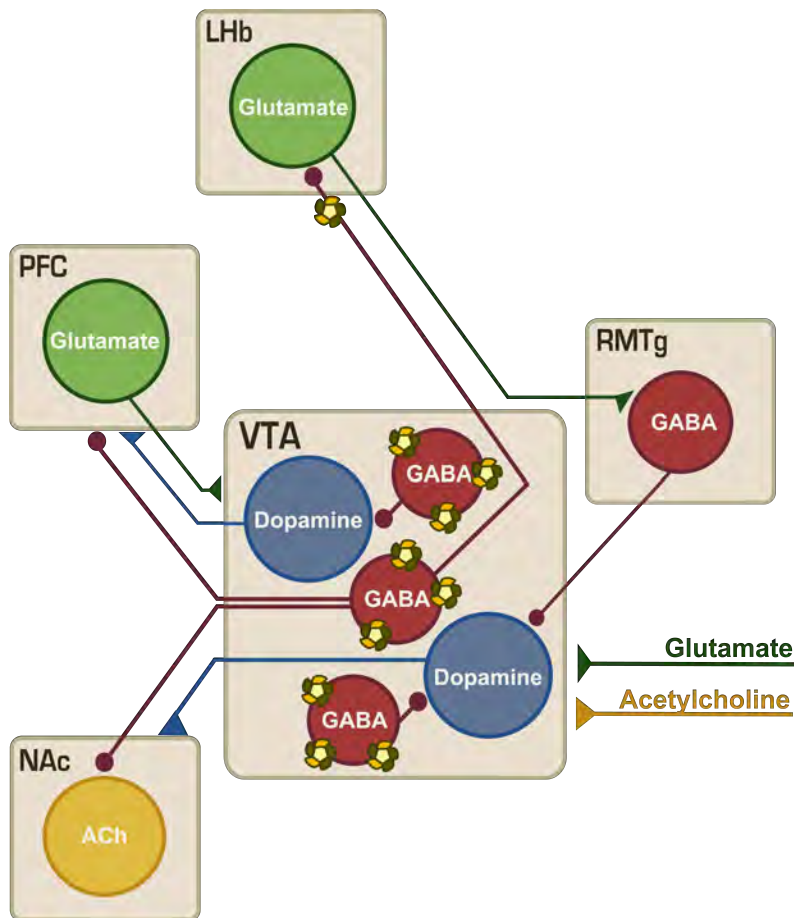 LHb
Glutamate
PFC
Glutamate
RMTg
GABA
VTA
GABA
Dopamine
GABA
Dopamine
GABA
Glutamate
Acetylcholine
NAc
ACh